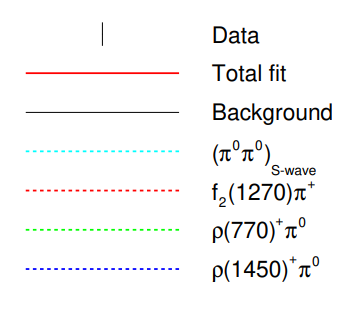 Data
Total fit
Background
(π⁰π⁰)S-wave
f₂(1270)π⁺
ρ(770)⁺π⁰
ρ(1450)⁺π⁰